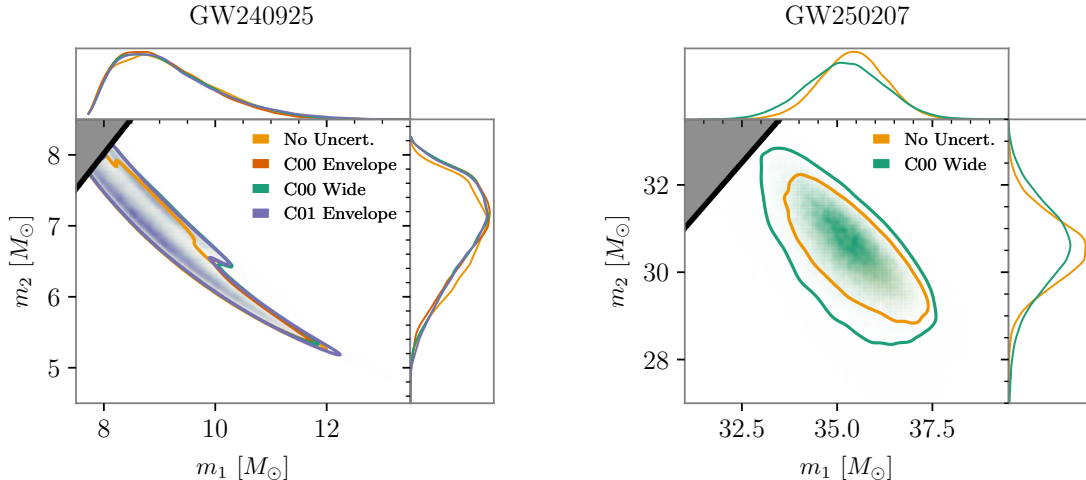 GW240925
No Uncert.
C00 Envelope
C00 Wide
C01 Envelope
8
7
6
5
m₂ [M⊙]
8 10 12
m₁ [M⊙]
GW250207
No Uncert.
C00 Wide
32
30
28
m₂ [M⊙]
32.5 35.0 37.5
m₁ [M⊙]